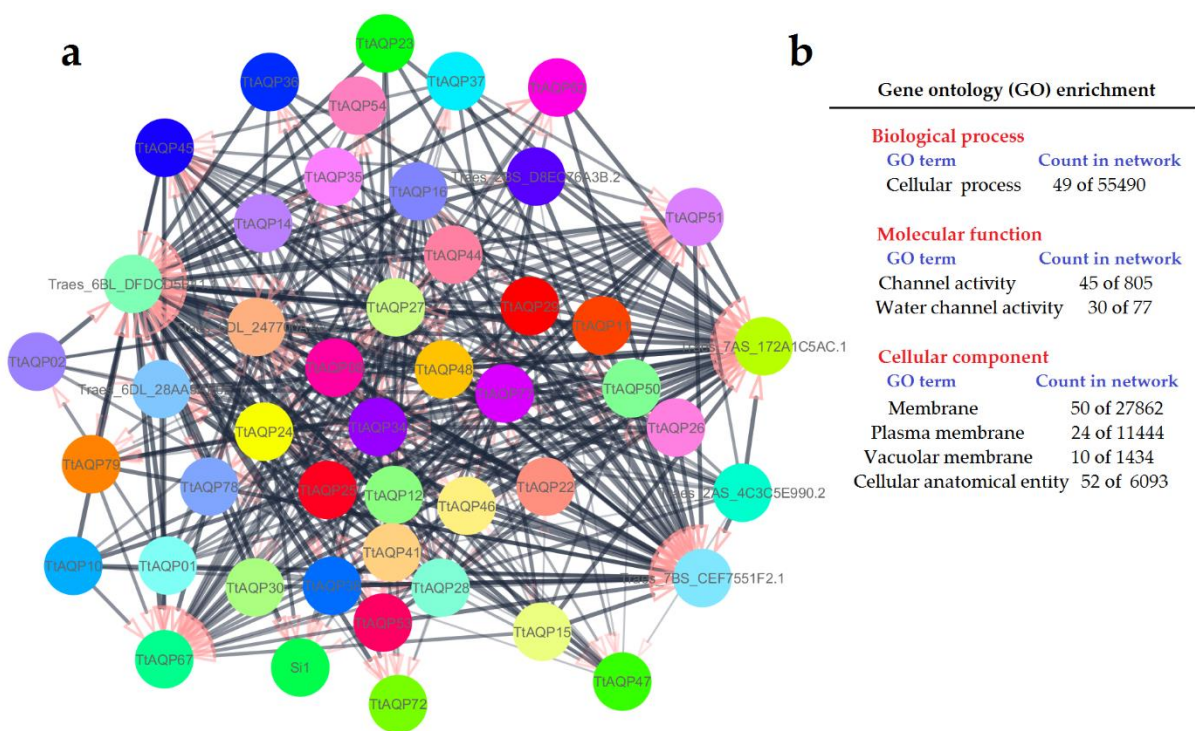 a
b
TtAQP23
TtAQP36
TtAQP37
TtAQP54
TtAQP45
TtAQP35
TtAQP16
TtAQP14
TtAQP51
TtAQP44
TtAQP27
TtAQP29
TtAQP11
Traes_7AS_172A1C5AC.1
TtAQP02
TtAQP48
TtAQP50
TtAQP26
TtAQP24
TtAQP34
TtAQP79
TtAQP78
TtAQP25
TtAQP12
TtAQP46
TtAQP22
Traes_2AS_4C3C5E990.2
TtAQP10
TtAQP01
TtAQP41
TtAQP30
TtAQP28
Traes_7BS_CEF7551F2.1
TtAQP53
TtAQP15
TtAQP67
Si1
TtAQP47
TtAQP72
Gene ontology (GO) enrichment
Biological process
GO term Count in network
Cellular process 49 of 55490
Molecular function
GO term Count in network
Channel activity 45 of 805
Water channel activity 30 of 77
Cellular component
GO term Count in network
Membrane 50 of 27862
Plasma membrane 24 of 11444
Vacuolar membrane 10 of 1434
Cellular anatomical entity 52 of 6093